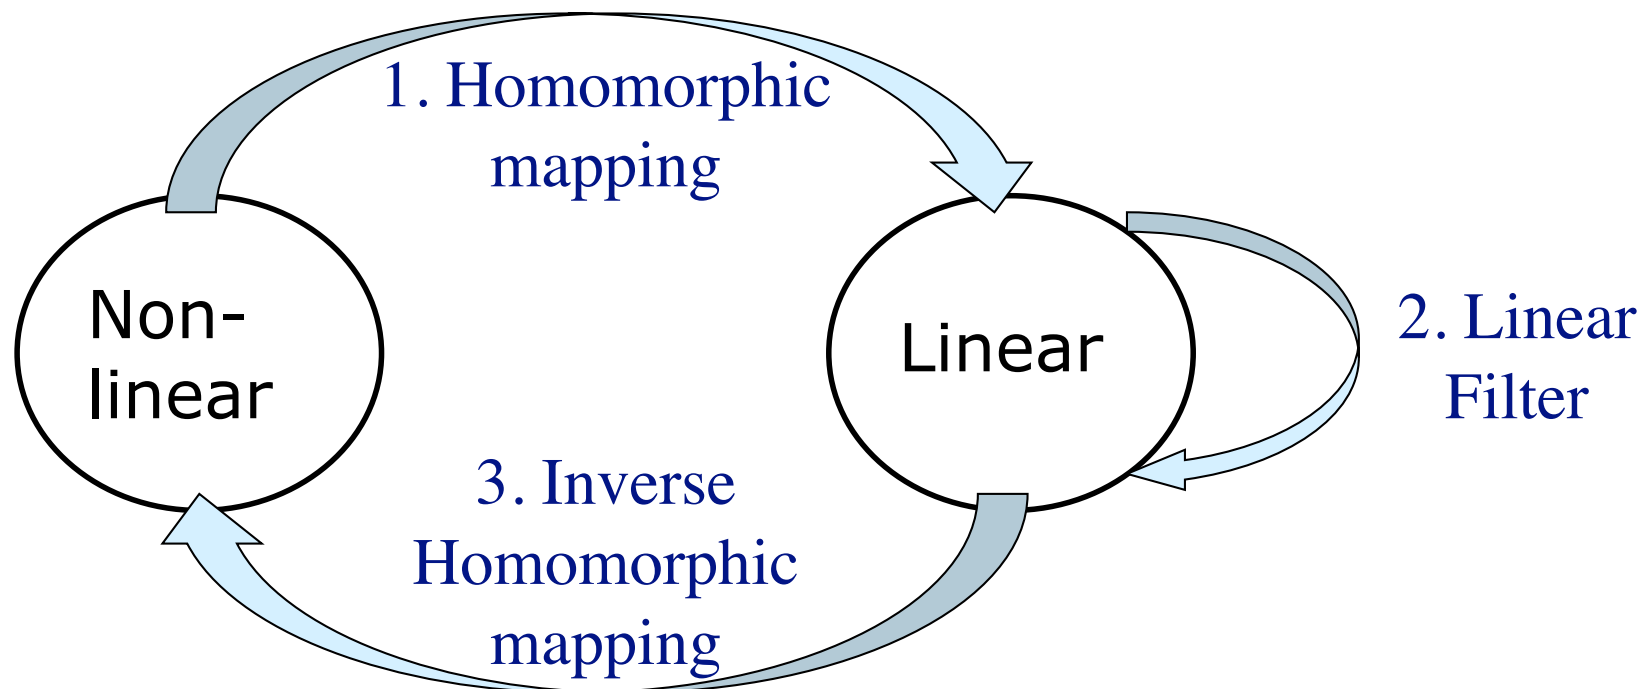 1. Homomorphic
mapping
Non-
linear
Linear
2. Linear
Filter
3. Inverse
Homomorphic
mapping